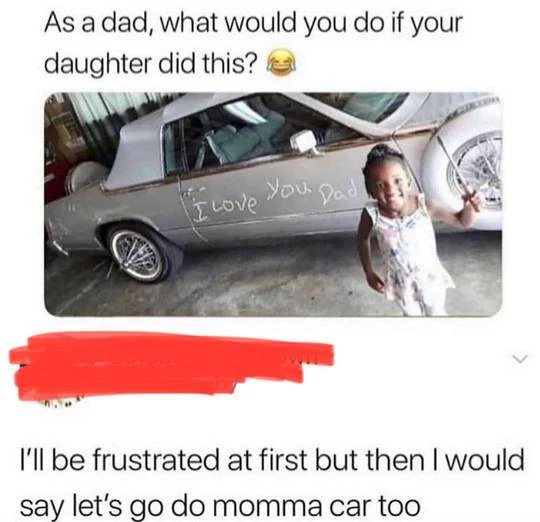 As a dad, what would you do if your
daughter did this? 😂
I Love You Dad
I'll be frustrated at first but then I would
say let's go do momma car too